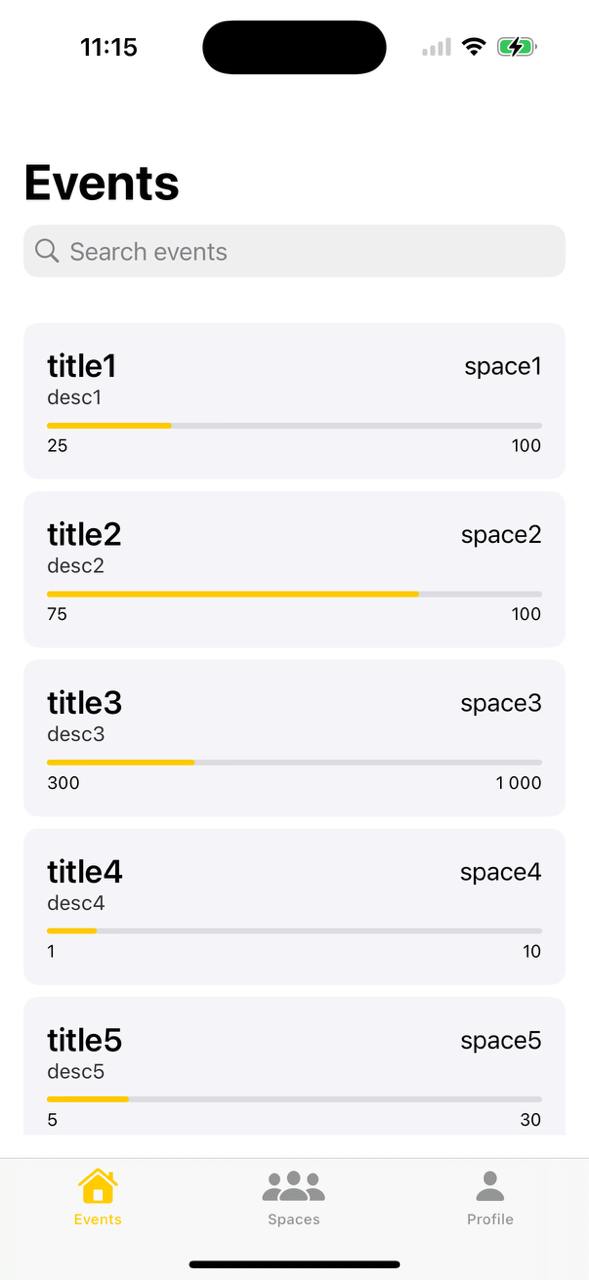 11:15
Events
Search events
title1 space1
desc1
25 100
title2 space2
desc2
75 100
title3 space3
desc3
300 1 000
title4 space4
desc4
1 10
title5 space5
desc5
5 30
Events Spaces Profile